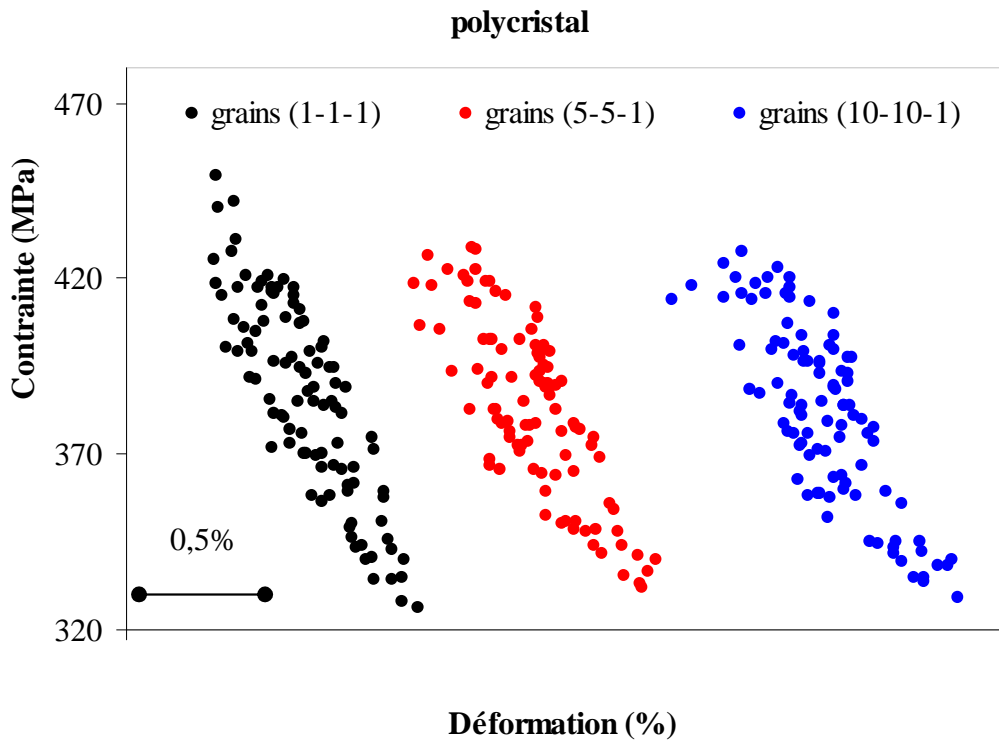 polycristal
470
grains (1-1-1) grains (5-5-1) grains (10-10-1)
Contrainte (MPa)
420
370
0,5%
320
Déformation (%)